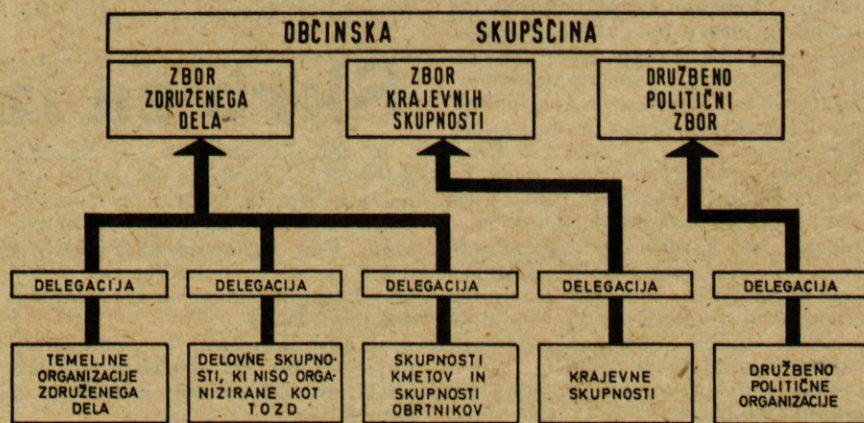 OBČINSKA SKUPŠČINA
ZBOR
ZDRUŽENEGA
DELA
ZBOR
KRAJEVNIH
SKUPNOSTI
DRUŽBENO
POLITIČNI
ZBOR
DELEGACIJA
DELEGACIJA
DELEGACIJA
DELEGACIJA
DELEGACIJA
TEMELJNE
ORGANIZACIJE
ZDRUŽENEGA
DELA
DELOVNE SKUPNO-
STI, KI NISO ORGA-
NIZIRANE KOT
TOZD
SKUPNOSTI
KMETOV IN
SKUPNOSTI
OBRTNIKOV
KRAJEVNE
SKUPNOSTI
DRUŽBENO
POLITIČNE
ORGANIZACIJE